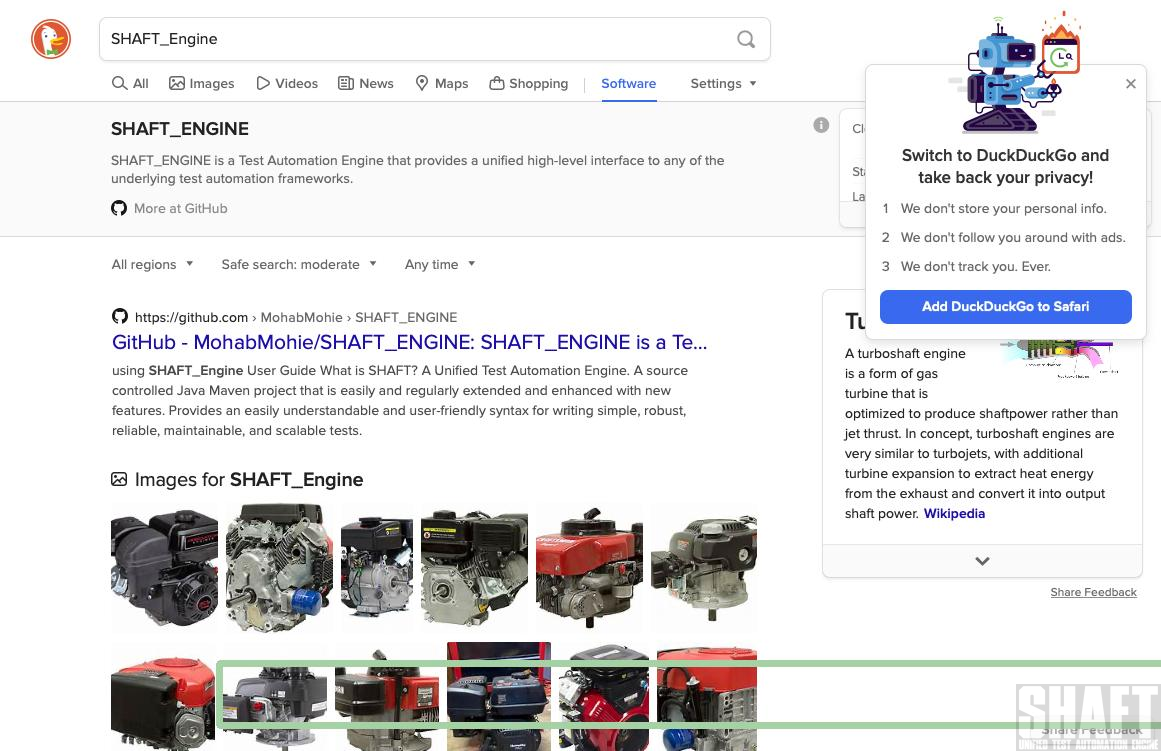 SHAFT_Engine
All
Images
Videos
News
Maps
Shopping
Software
Settings
SHAFT_ENGINE
SHAFT_ENGINE is a Test Automation Engine that provides a unified high-level interface to any of the
underlying test automation frameworks.
More at GitHub
Switch to DuckDuckGo and
take back your privacy!
1 We don't store your personal info.
2 We don't follow you around with ads.
3 We don't track you. Ever.
Add DuckDuckGo to Safari
All regions
Safe search: moderate
Any time
https://github.com › MohabMohie › SHAFT_ENGINE
GitHub - MohabMohie/SHAFT_ENGINE: SHAFT_ENGINE is a Te...
using SHAFT_Engine User Guide What is SHAFT? A Unified Test Automation Engine. A source
controlled Java Maven project that is easily and regularly extended and enhanced with new
features. Provides an easily understandable and user-friendly syntax for writing simple, robust,
reliable, maintainable, and scalable tests.
Images for SHAFT_Engine
A turboshaft engine
is a form of gas
turbine that is
optimized to produce shaftpower rather than
jet thrust. In concept, turboshaft engines are
very similar to turbojets, with additional
turbine expansion to extract heat energy
from the exhaust and convert it into output
shaft power. Wikipedia
Share Feedback
SHAFT
Share Feedback
UNIFIED TEST AUTOMATION ENGINE